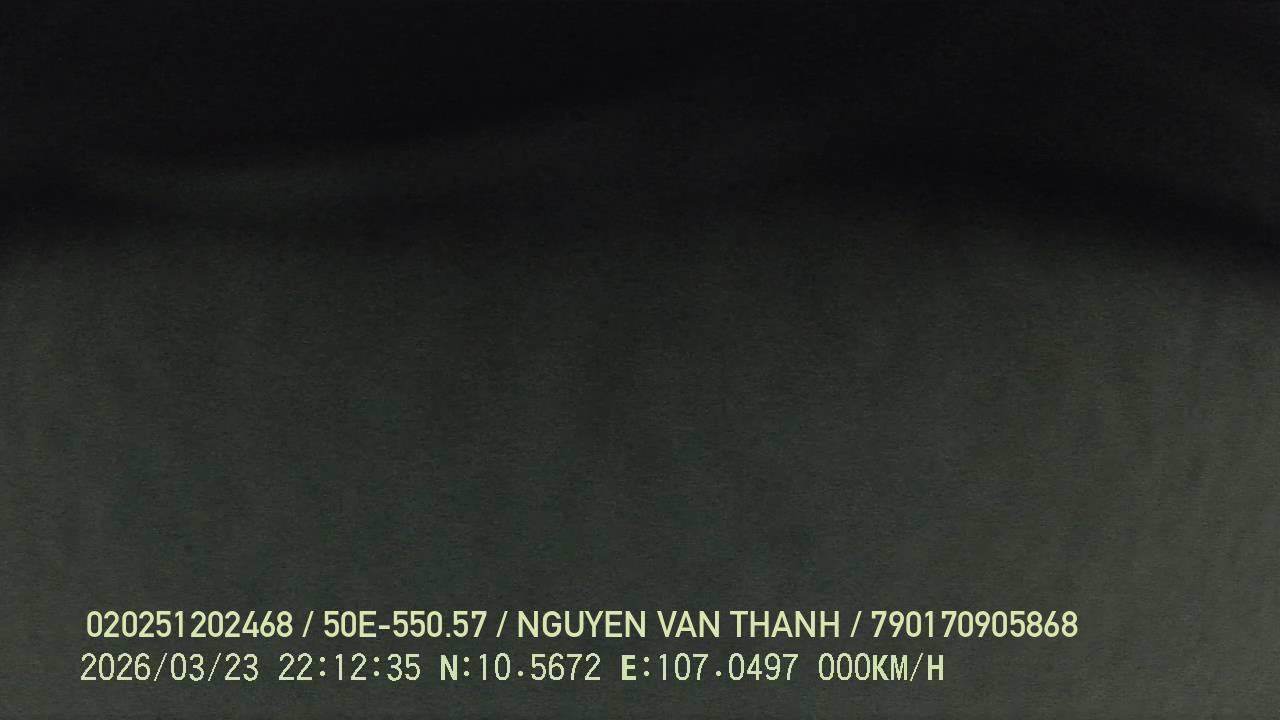 020251202468 / 50E-550.57 / NGUYEN VAN THANH / 790170905868
2026/03/23 22:12:35 N:10.5672 E:107.0497 000KM/H